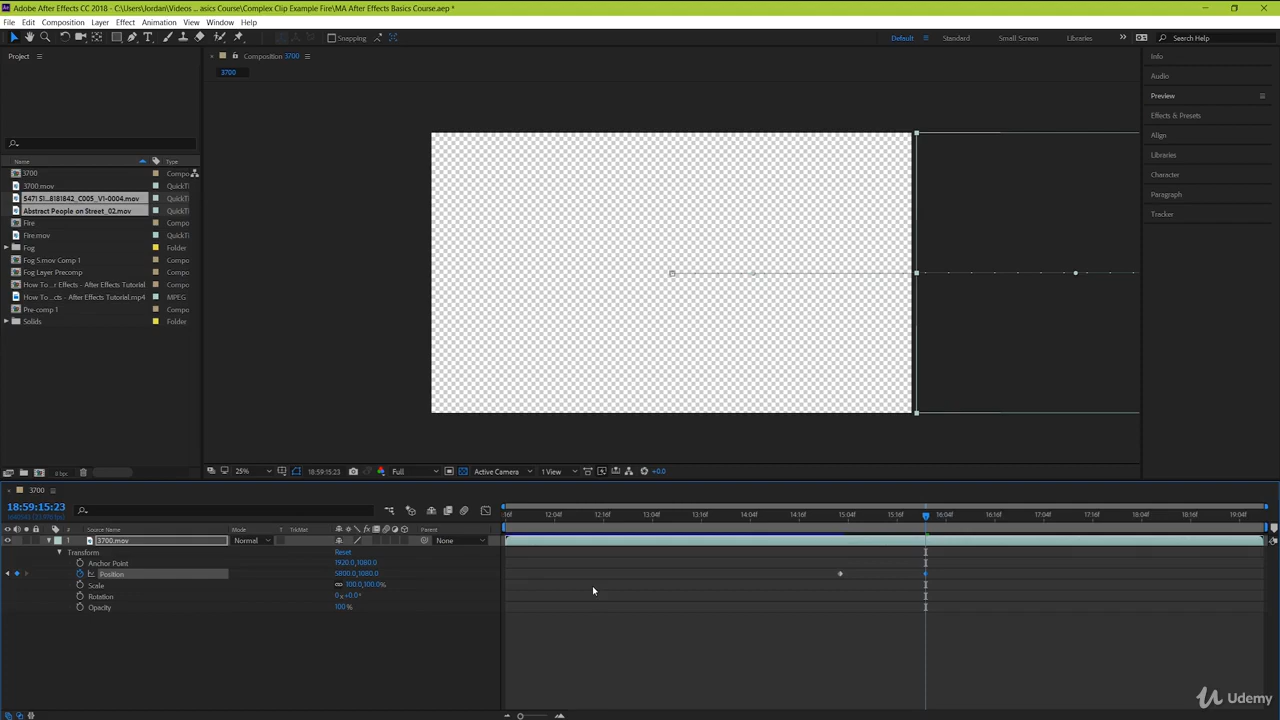 Adobe After Effects CC 2018 - C:\Users\Jordan\Videos ... asics Course\Complex Clip Example Fire\MA After Effects Basics Course.aep *
File Edit Composition Layer Effect Animation View Window Help
Snapping Default Standard Small Screen Libraries Search Help
Project Composition 3700 Info
3700
Audio
Preview
Effects & Presets
Align
Libraries
Character
Paragraph
Tracker
Name Type
3700 Compo
3700.mov QuickTi
5471 S1...8181842_C005_V1-0004.mov QuickTi
Abstract People on Street_02.mov QuickTi
Fire Compo
Fire.mov QuickTi
Fog Folder
Fog S.mov Comp 1 Compo
Fog Layer Precomp Compo
How To ...r Effects - After Effects Tutorial Compo
How To ...cts - After Effects Tutorial.mp4 MPEG
Pre-comp 1 Compo
Solids Folder
8 bpc 25% 18:59:15:23 Full Active Camera 1 View +0.0
3700
18:59:15:23
:16f 12:04f 12:16f 13:04f 13:16f 14:04f 14:16f 15:04f 15:16f 16:04f 16:16f 17:04f 17:16f 18:04f 18:16f 19:04f
# Source Name Mode T TrkMat Parent
1 3700.mov Normal None
Transform Reset
Anchor Point 1920.0,1080.0
Position 5800.0,1080.0
Scale 100.0,100.0%
Rotation 0x+0.0°
Opacity 100%
Udemy